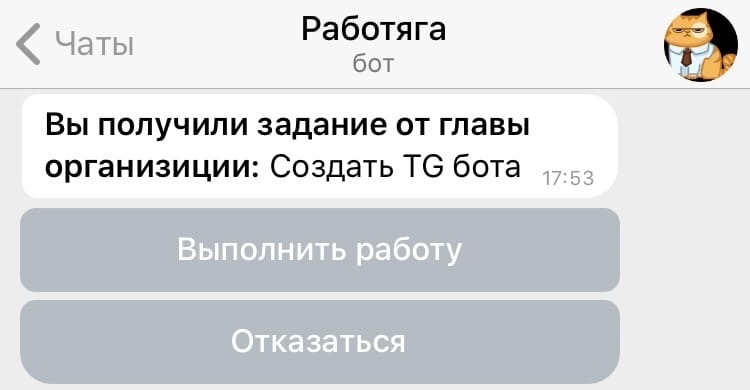 Чаты
Работяга
бот
Вы получили задание от главы
организиции: Создать TG бота
17:53
Выполнить работу
Отказаться